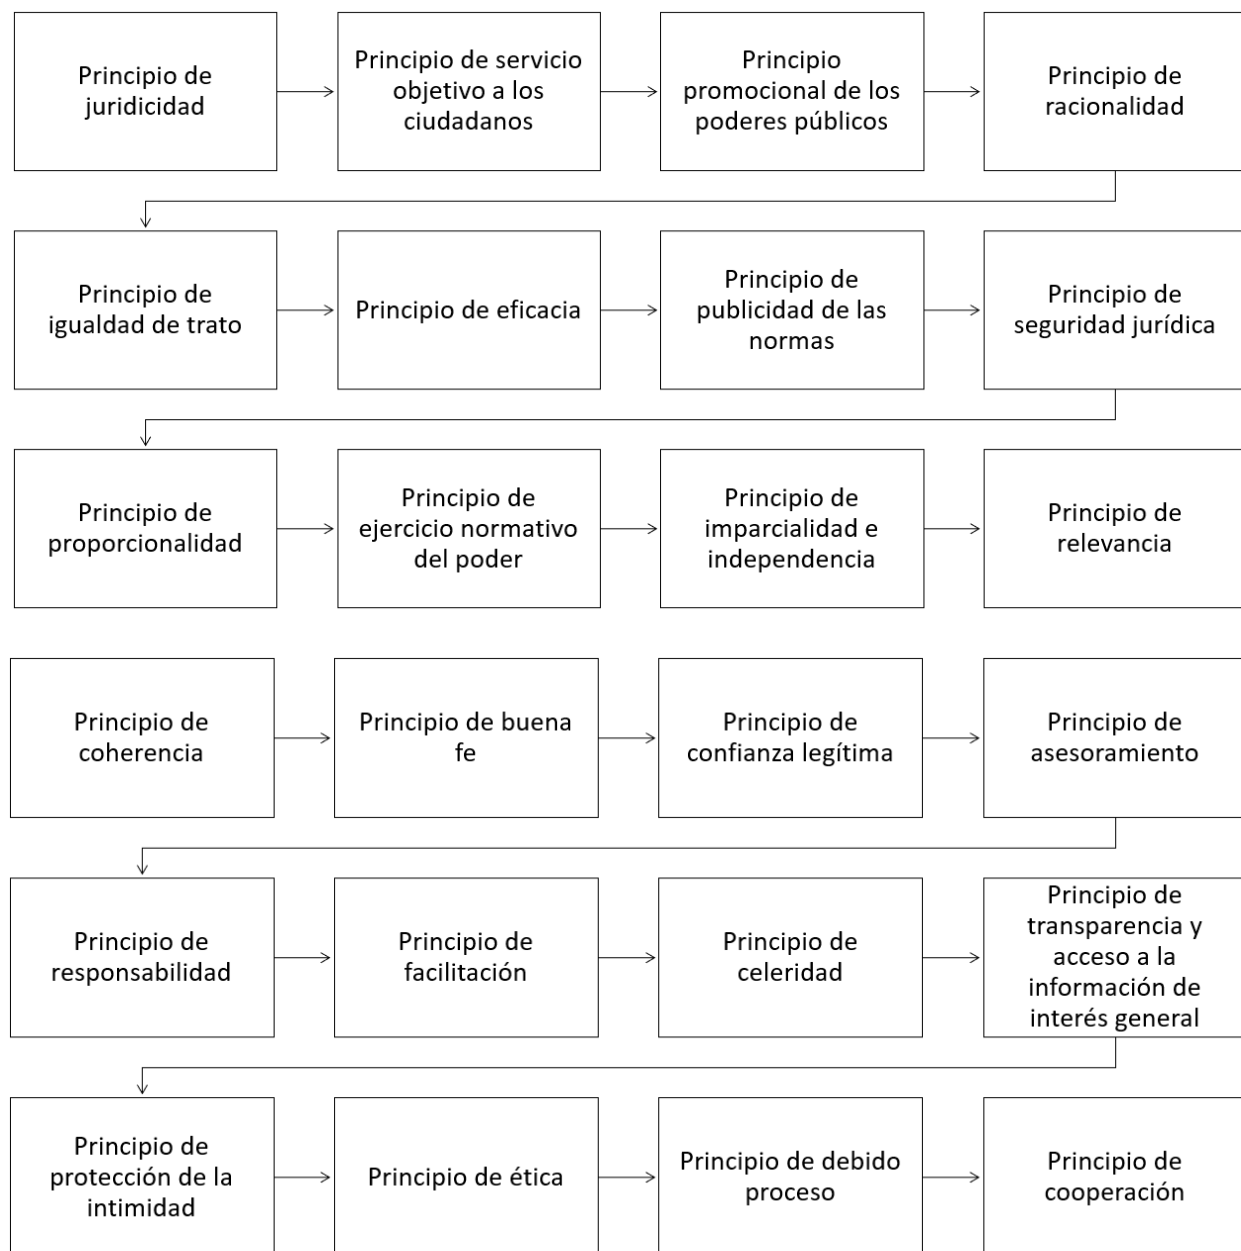 Principio de
juridicidad
Principio de servicio
objetivo a los
ciudadanos
Principio
promocional de los
poderes públicos
Principio de
racionalidad
Principio de
igualdad de trato
Principio de eficacia
Principio de
publicidad de las
normas
Principio de
seguridad jurídica
Principio de
proporcionalidad
Principio de
ejercicio normativo
del poder
Principio de
imparcialidad e
independencia
Principio de
relevancia
Principio de
coherencia
Principio de buena
fe
Principio de
confianza legítima
Principio de
asesoramiento
Principio de
responsabilidad
Principio de
facilitación
Principio de
celeridad
Principio de
transparencia y
acceso a la
información de
interés general
Principio de
protección de la
intimidad
Principio de ética
Principio de debido
proceso
Principio de
cooperación